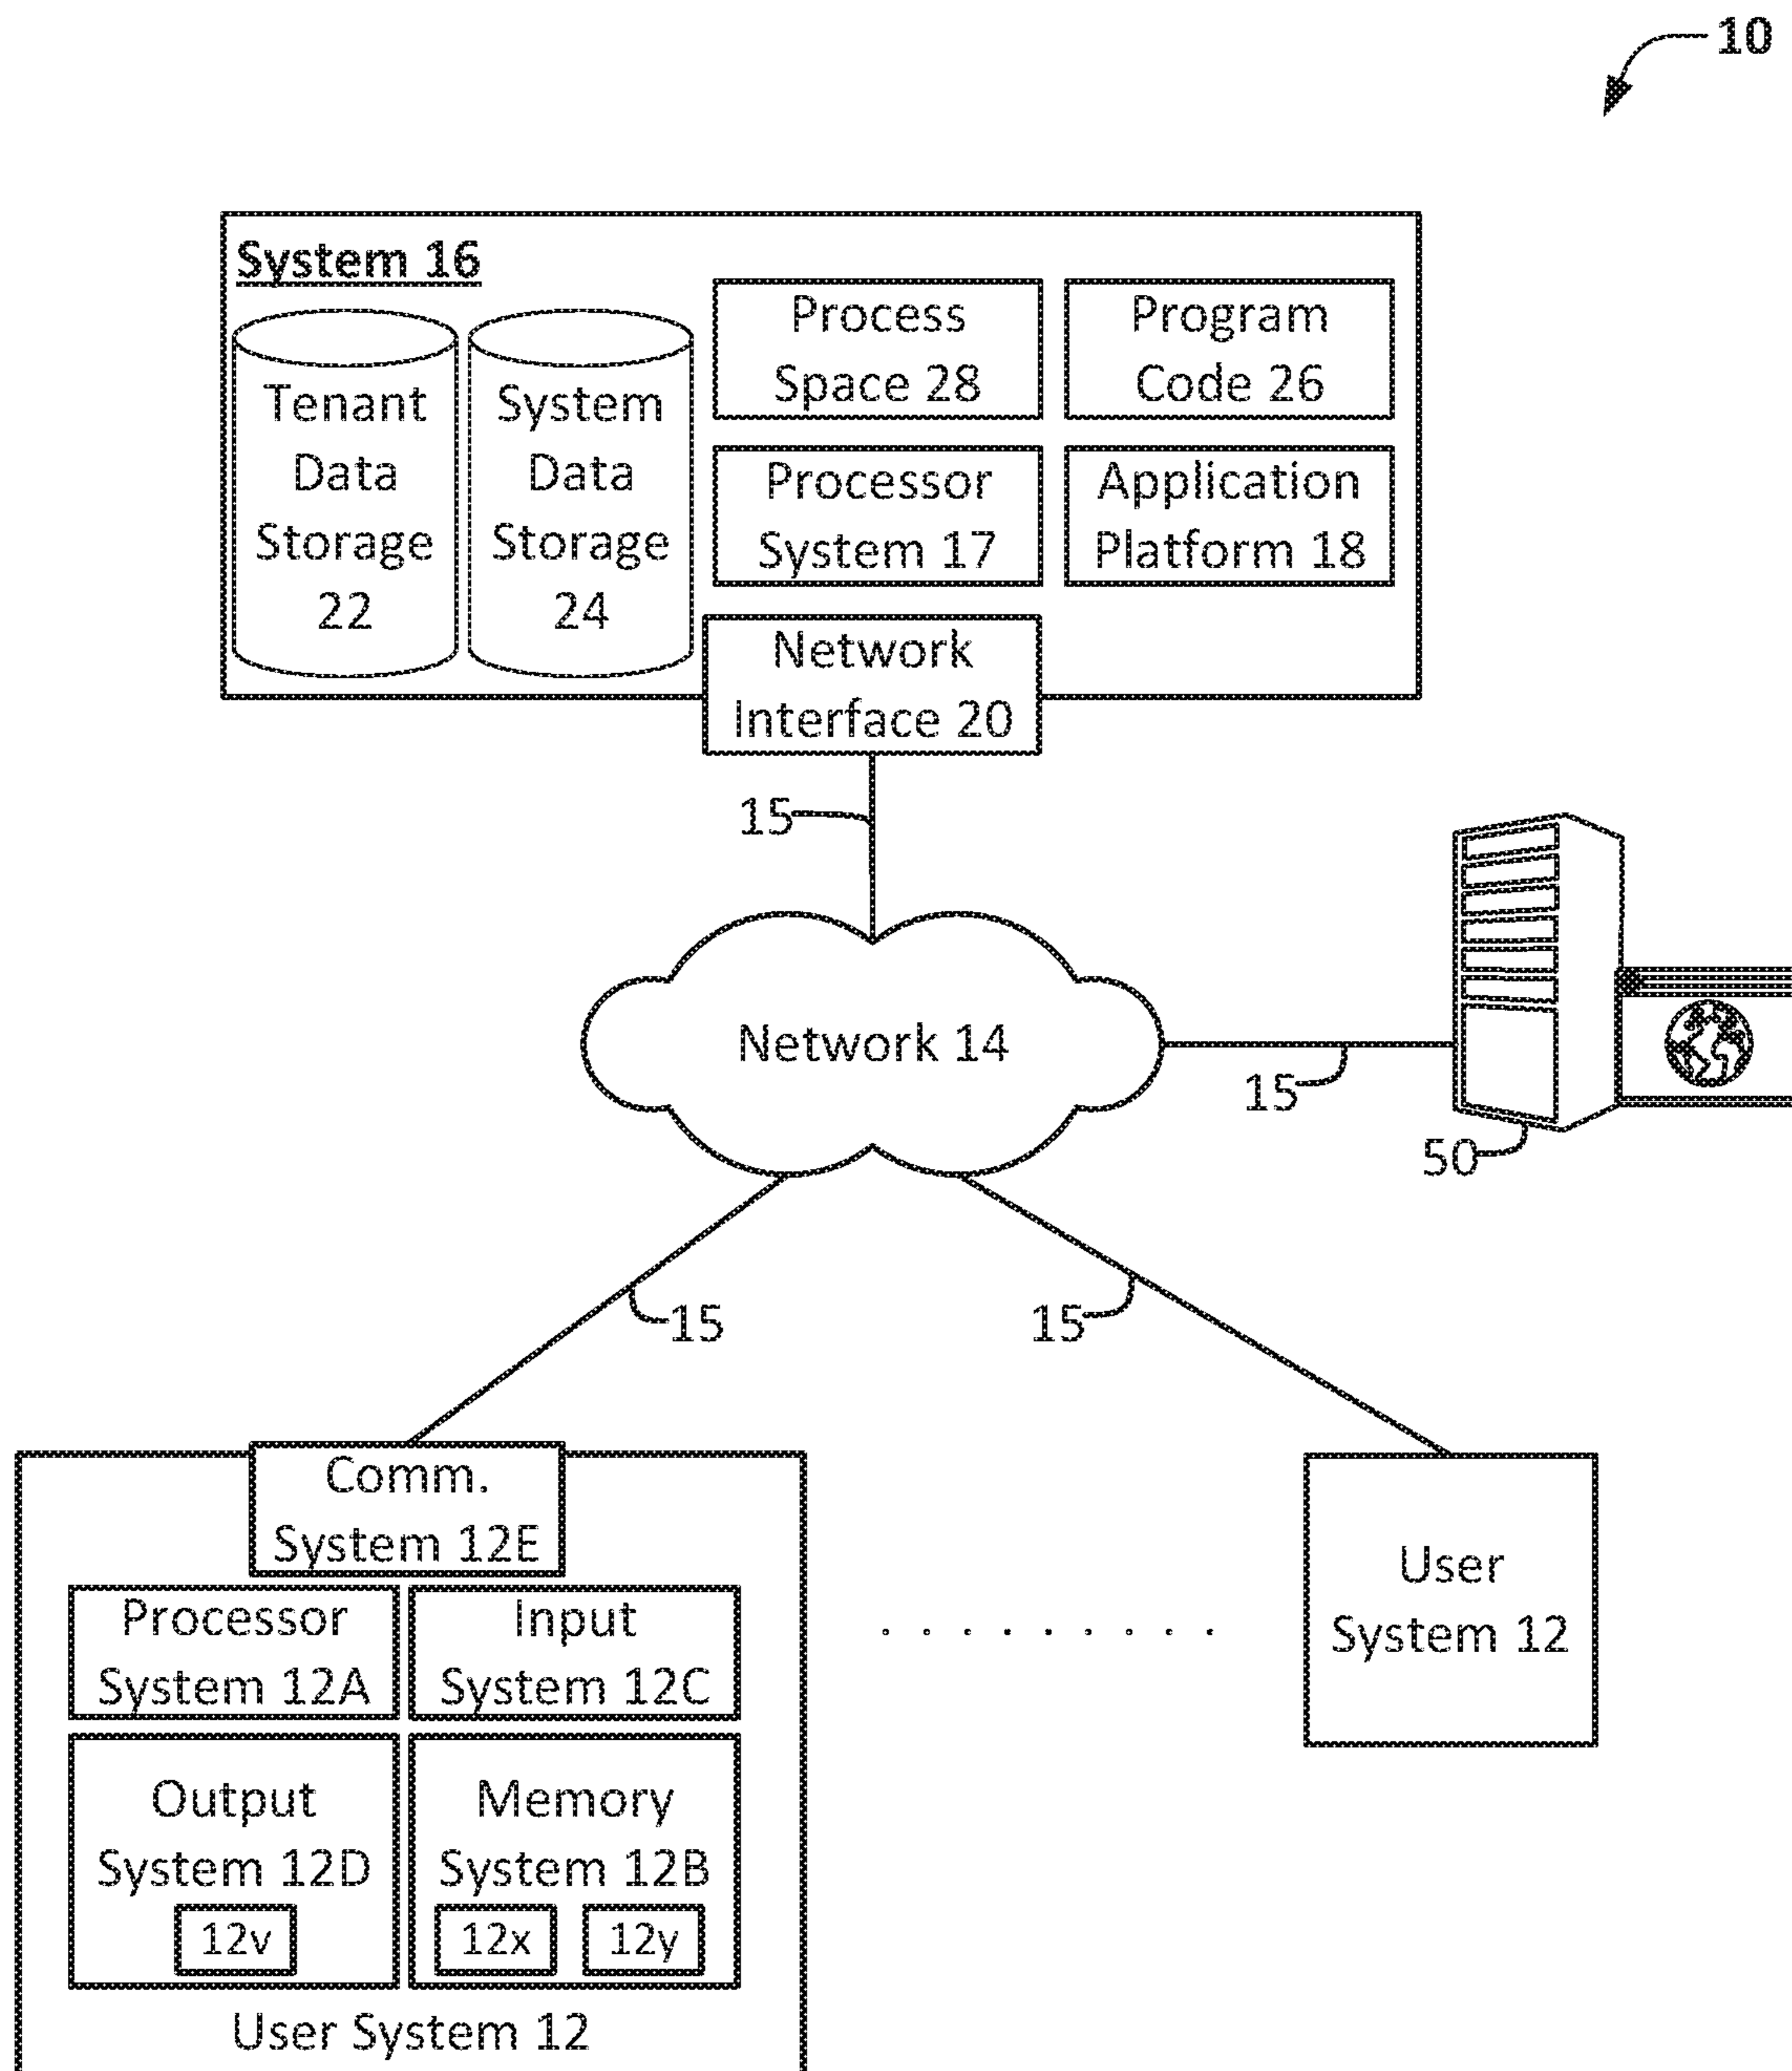 10
System 16
Tenant
Data
Storage
22
System
Data
Storage
24
Process
Space 28
Program
Code 26
Processor
System 17
Application
Platform 18
Network
Interface 20
15
Network 14
15
50
15
15
Comm.
System 12E
Processor
System 12A
Input
System 12C
Output
System 12D
12v
Memory
System 12B
12x
12y
User System 12
User
System 12